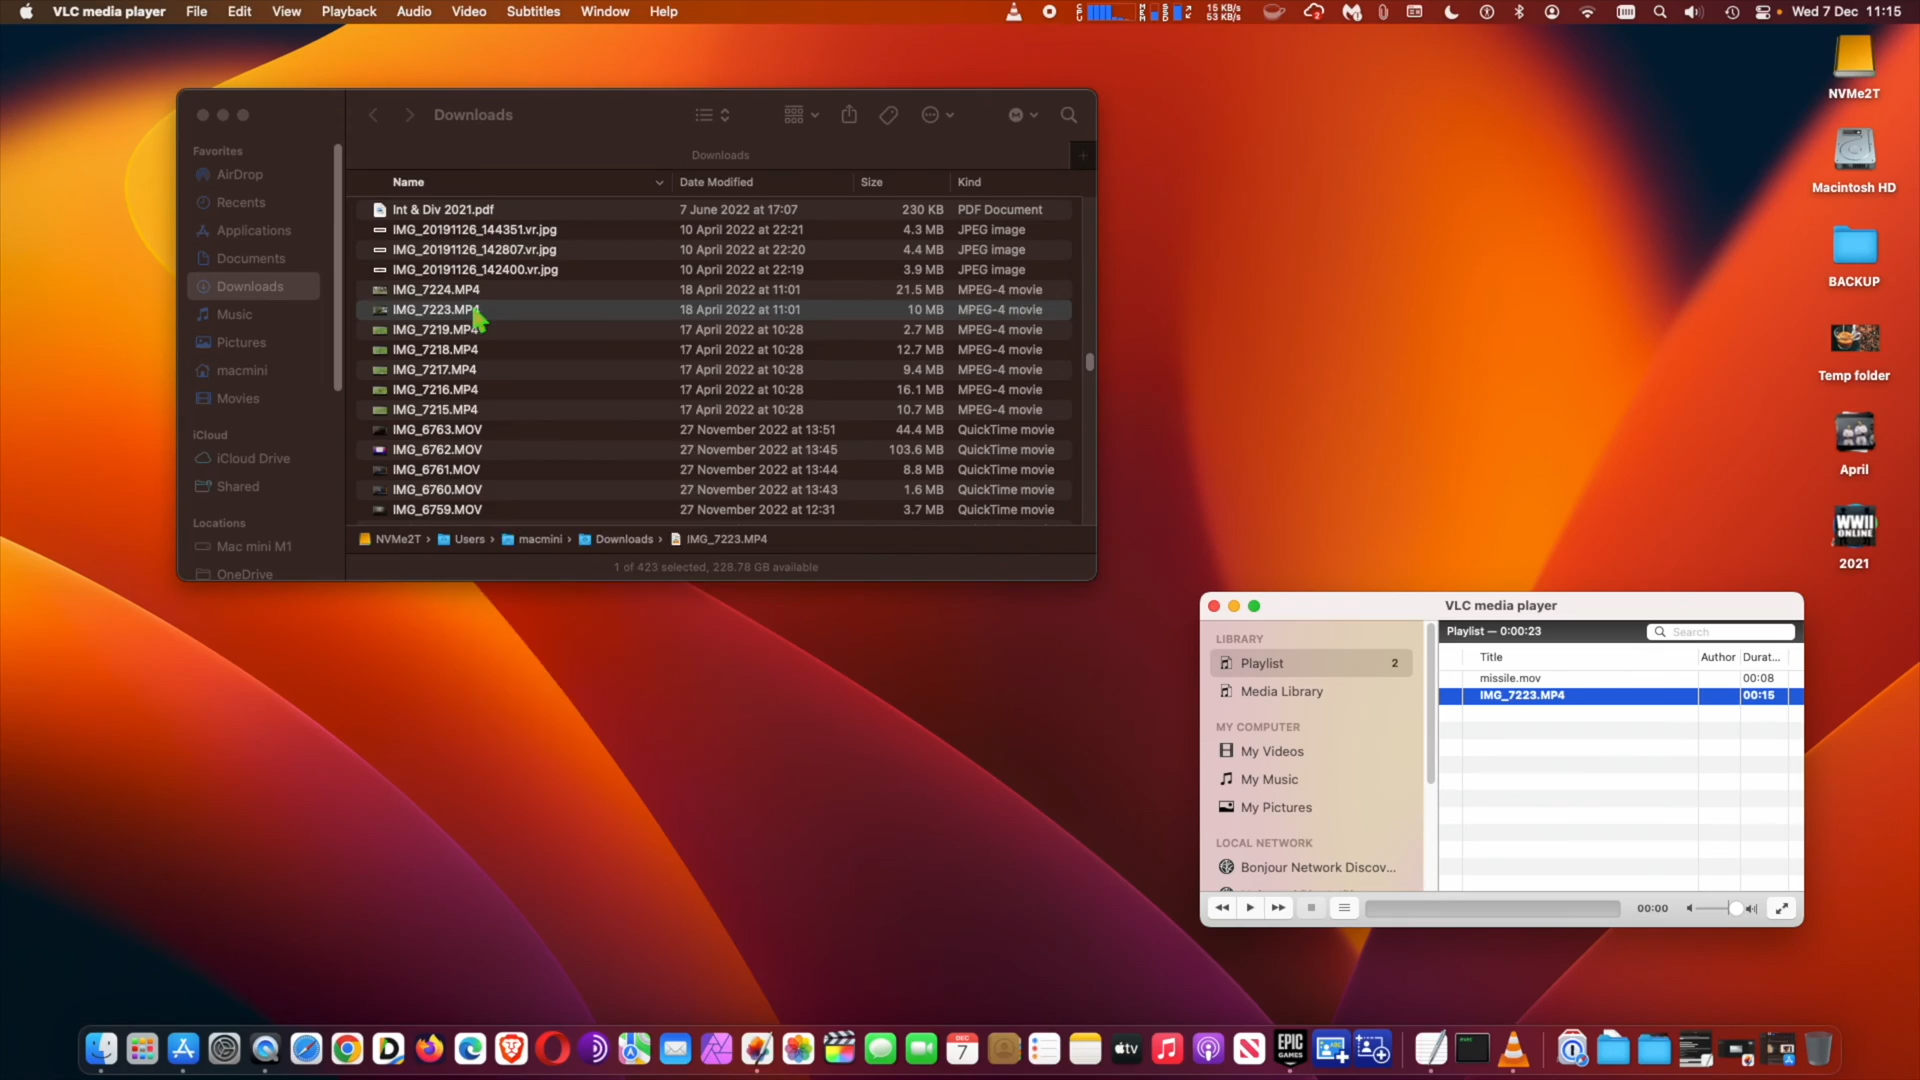 VLC media player File Edit View Playback Audio Video Subtitles Window Help
15 KB/s
53 KB/s
Wed 7 Dec 11:15
NVMe2T
Macintosh HD
BACKUP
Temp folder
April
WWII
ONLINE
2021
Downloads
Favorites
AirDrop
Recents
Applications
Documents
Downloads
Music
Pictures
macmini
Movies
iCloud
iCloud Drive
Shared
Locations
Mac mini M1
OneDrive
Downloads
Name Date Modified Size Kind
Int & Div 2021.pdf 7 June 2022 at 17:07 230 KB PDF Document
IMG_20191126_144351.vr.jpg 10 April 2022 at 22:21 4.3 MB JPEG image
IMG_20191126_142807.vr.jpg 10 April 2022 at 22:20 4.4 MB JPEG image
IMG_20191126_142400.vr.jpg 10 April 2022 at 22:19 3.9 MB JPEG image
IMG_7224.MP4 18 April 2022 at 11:01 21.5 MB MPEG-4 movie
IMG_7223.MP4 18 April 2022 at 11:01 10 MB MPEG-4 movie
IMG_7219.MP4 17 April 2022 at 10:28 2.7 MB MPEG-4 movie
IMG_7218.MP4 17 April 2022 at 10:28 12.7 MB MPEG-4 movie
IMG_7217.MP4 17 April 2022 at 10:28 9.4 MB MPEG-4 movie
IMG_7216.MP4 17 April 2022 at 10:28 16.1 MB MPEG-4 movie
IMG_7215.MP4 17 April 2022 at 10:28 10.7 MB MPEG-4 movie
IMG_6763.MOV 27 November 2022 at 13:51 44.4 MB QuickTime movie
IMG_6762.MOV 27 November 2022 at 13:45 103.6 MB QuickTime movie
IMG_6761.MOV 27 November 2022 at 13:44 8.8 MB QuickTime movie
IMG_6760.MOV 27 November 2022 at 13:43 1.6 MB QuickTime movie
IMG_6759.MOV 27 November 2022 at 12:31 3.7 MB QuickTime movie
NVMe2T › Users › macmini › Downloads › IMG_7223.MP4
1 of 423 selected, 228.78 GB available
VLC media player
LIBRARY
Playlist 2
Media Library
MY COMPUTER
My Videos
My Music
My Pictures
LOCAL NETWORK
Bonjour Network Discov...
Playlist — 0:00:23 Search
Title Author Durat...
missile.mov 00:08
IMG_7223.MP4 00:15
00:00
DEC
7
tv
EPIC
GAMES